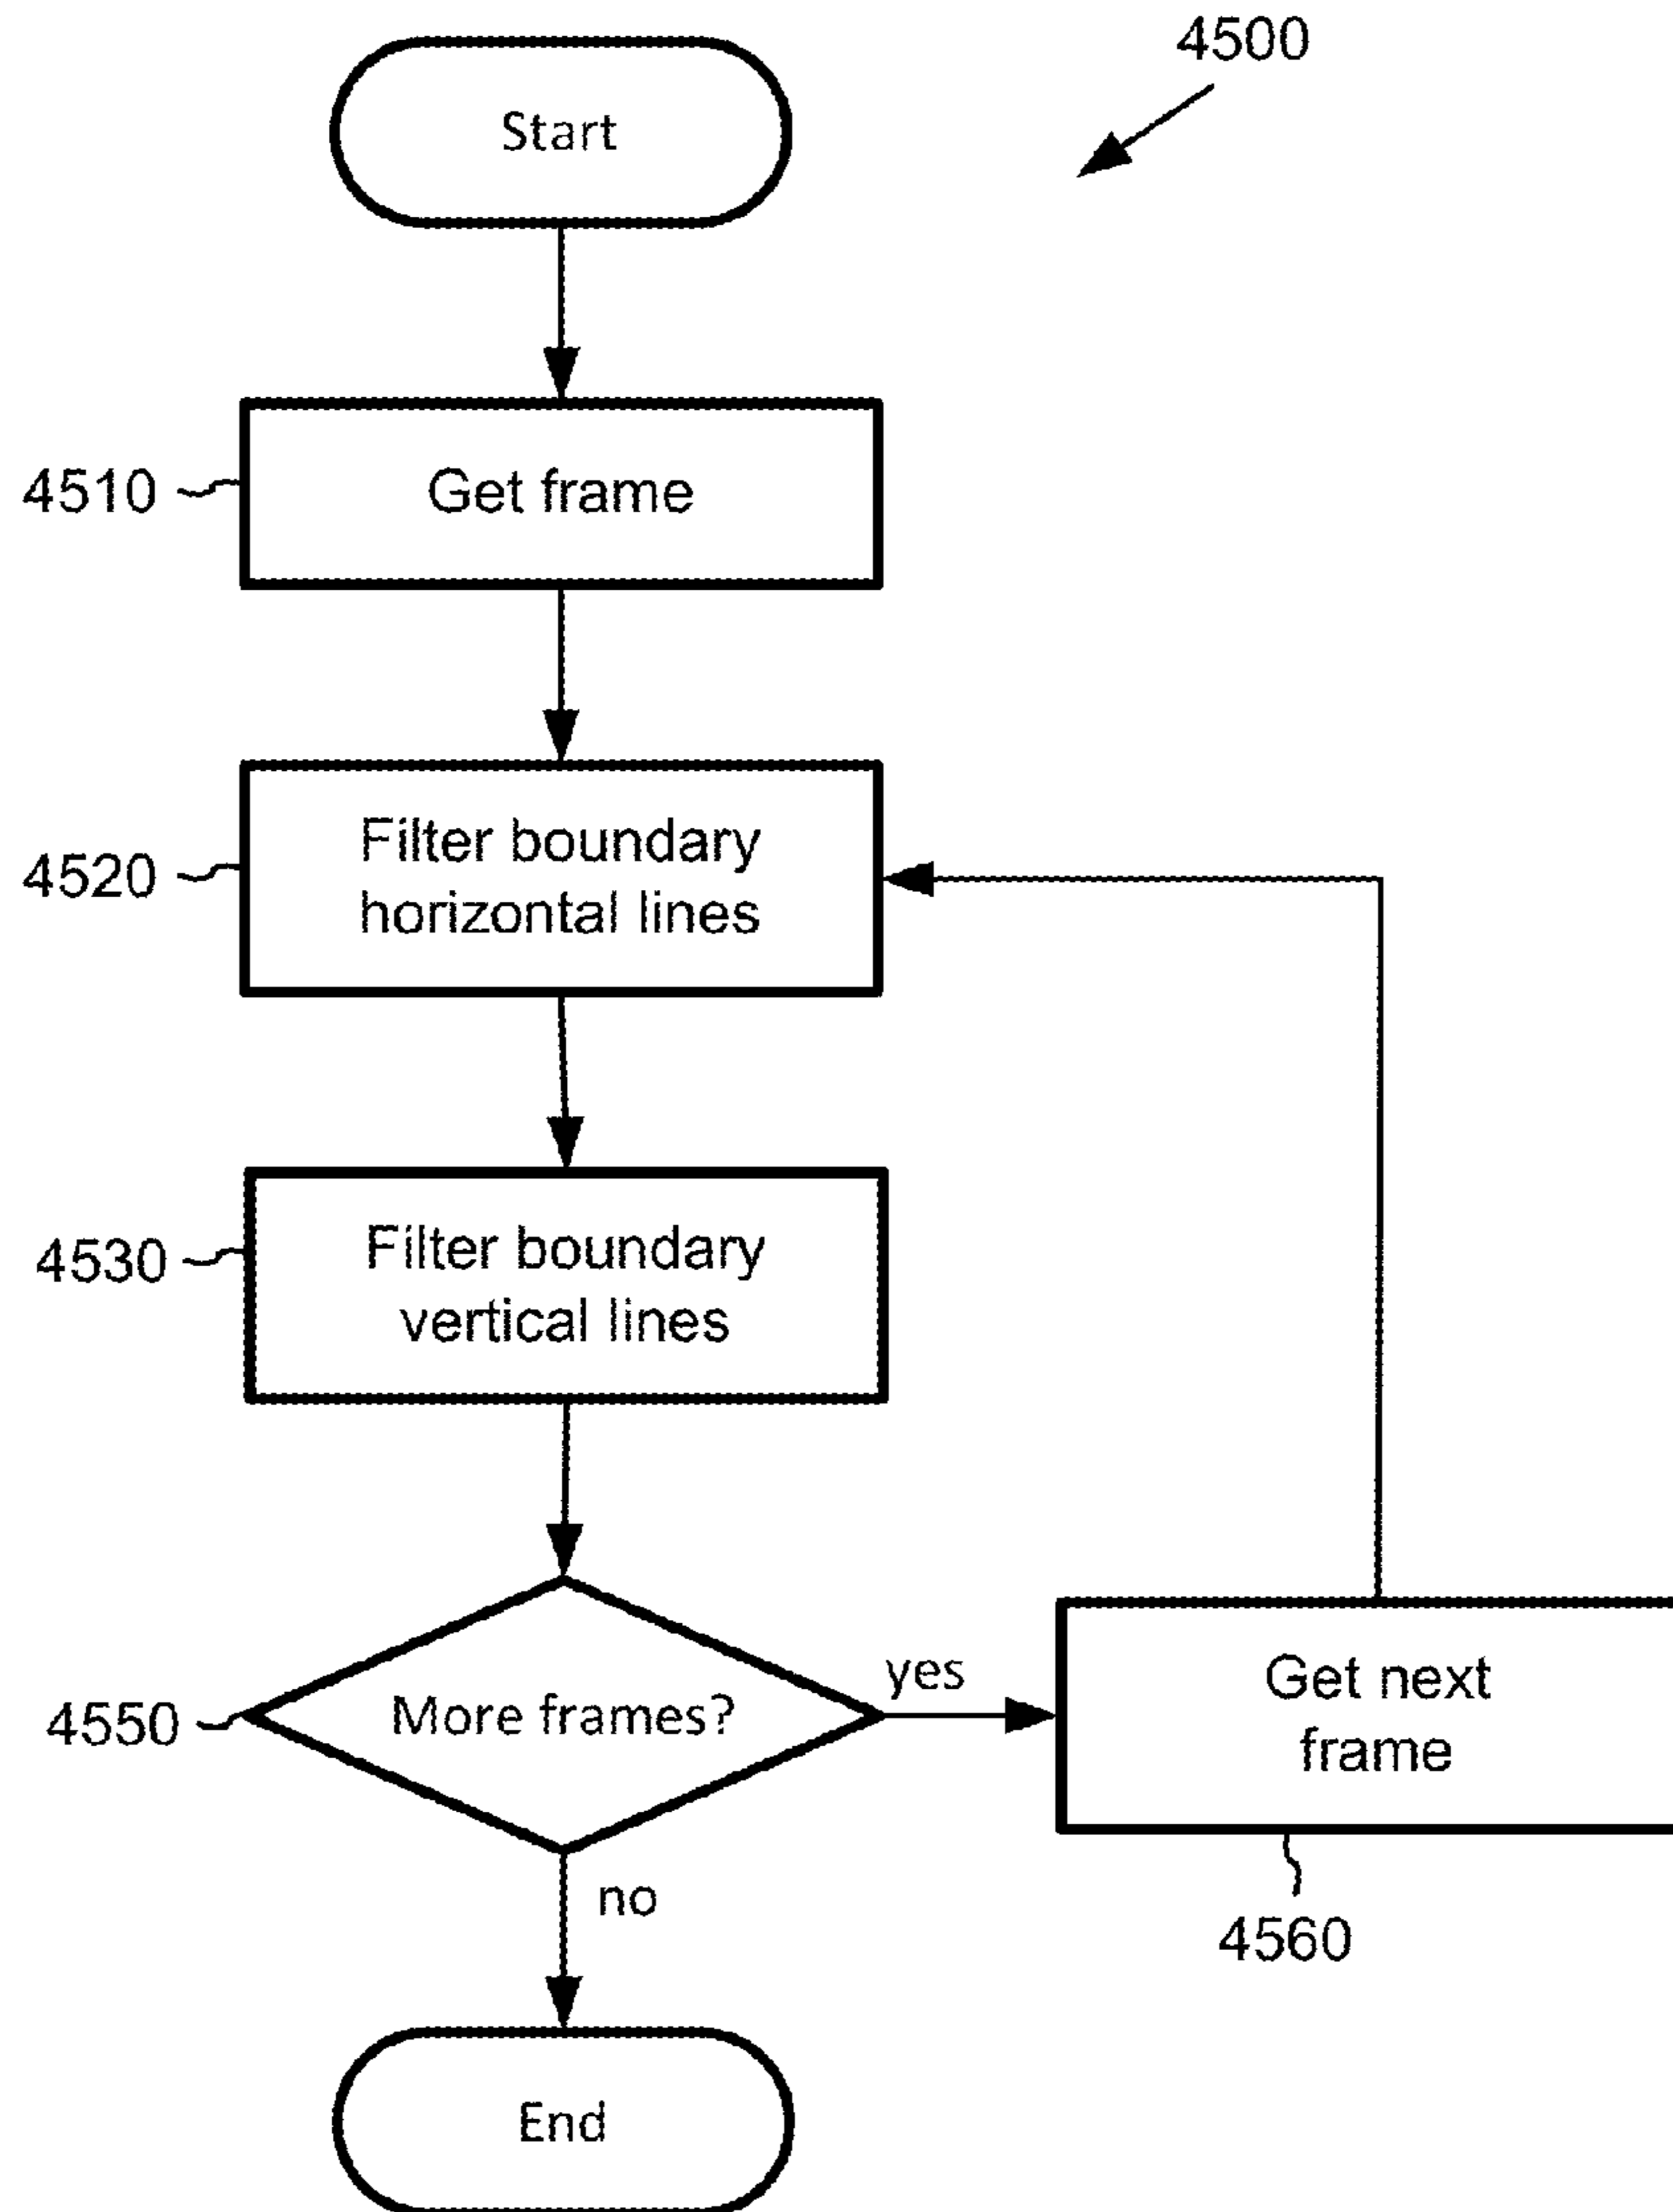 4500
Start
4510
Get frame
4520
Filter boundary
horizontal lines
4530
Filter boundary
vertical lines
4550
More frames?
yes
Get next
frame
4560
no
End